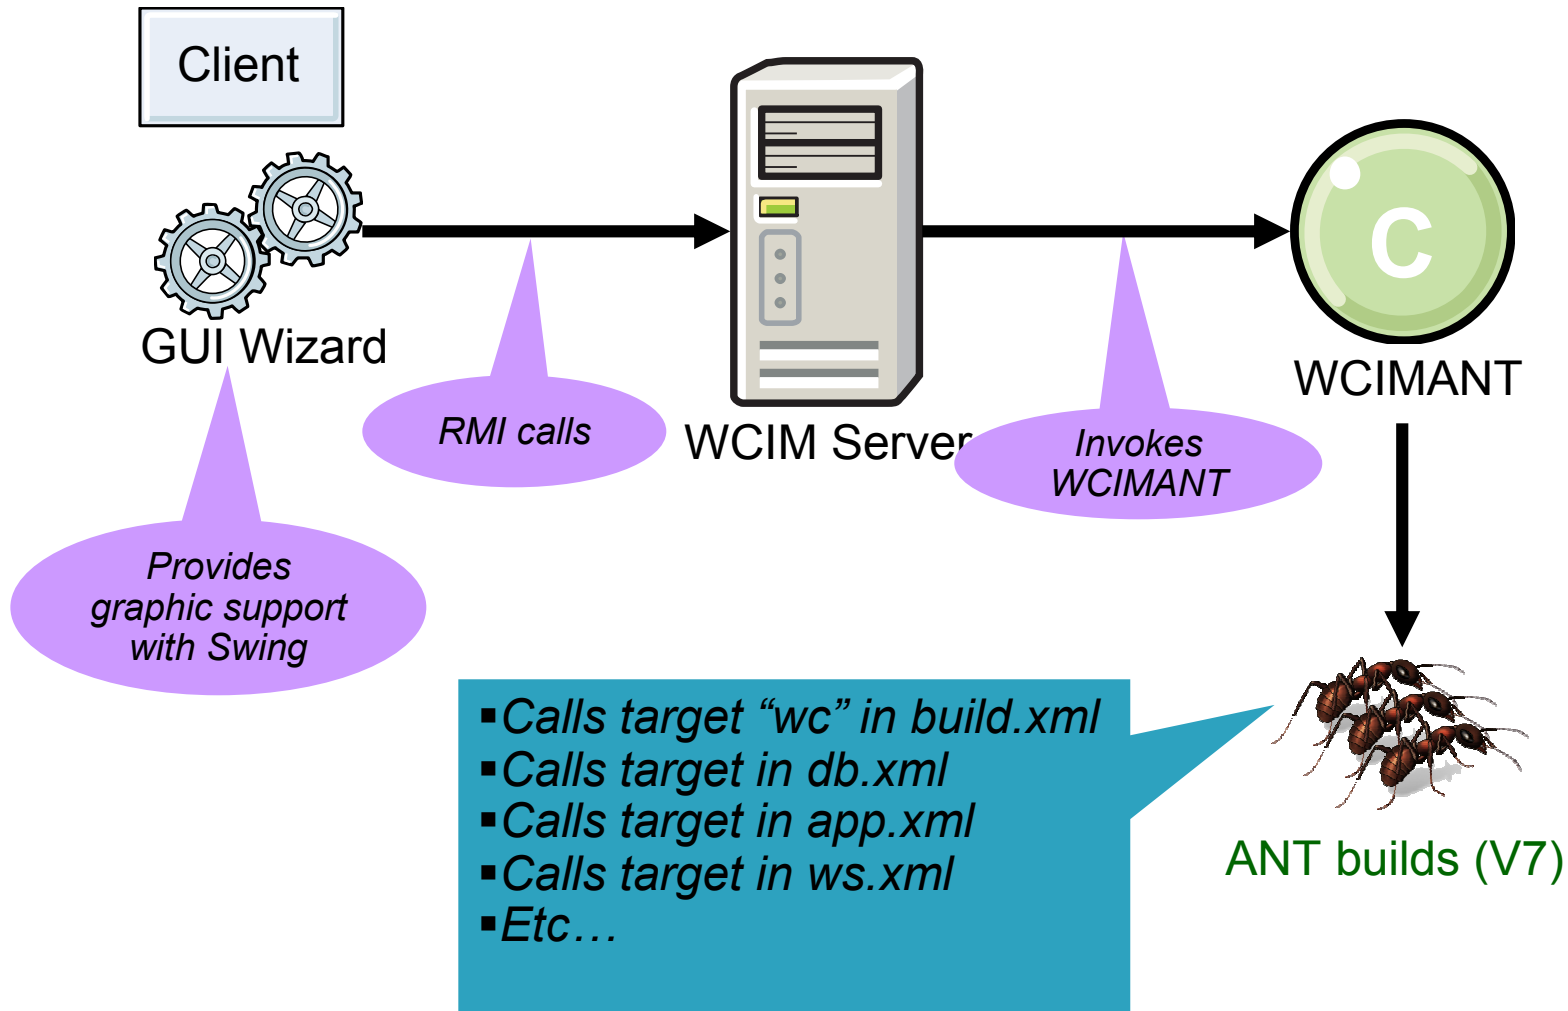 Client
GUI Wizard
RMI calls
WCIM Server
Invokes
WCIMANT
C
WCIMANT
Provides
graphic support
with Swing
▪Calls target “wc” in build.xml
▪Calls target in db.xml
▪Calls target in app.xml
▪Calls target in ws.xml
▪Etc…
ANT builds (V7)